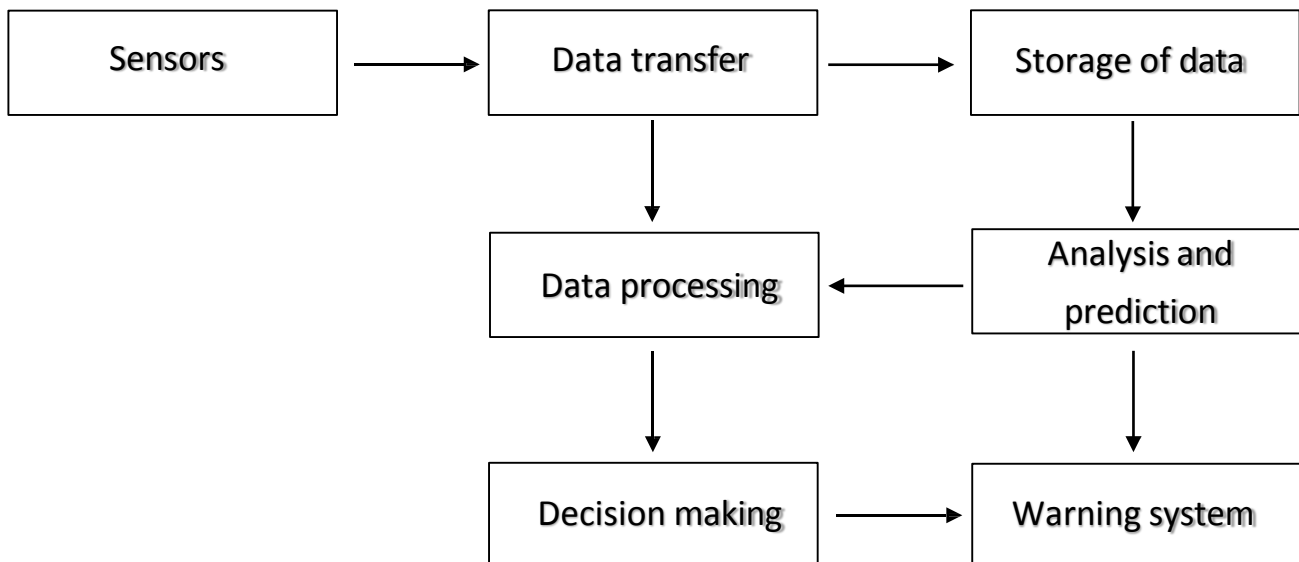 Sensors
Data transfer
Storage of data
Data processing
Analysis and
prediction
Decision making
Warning system